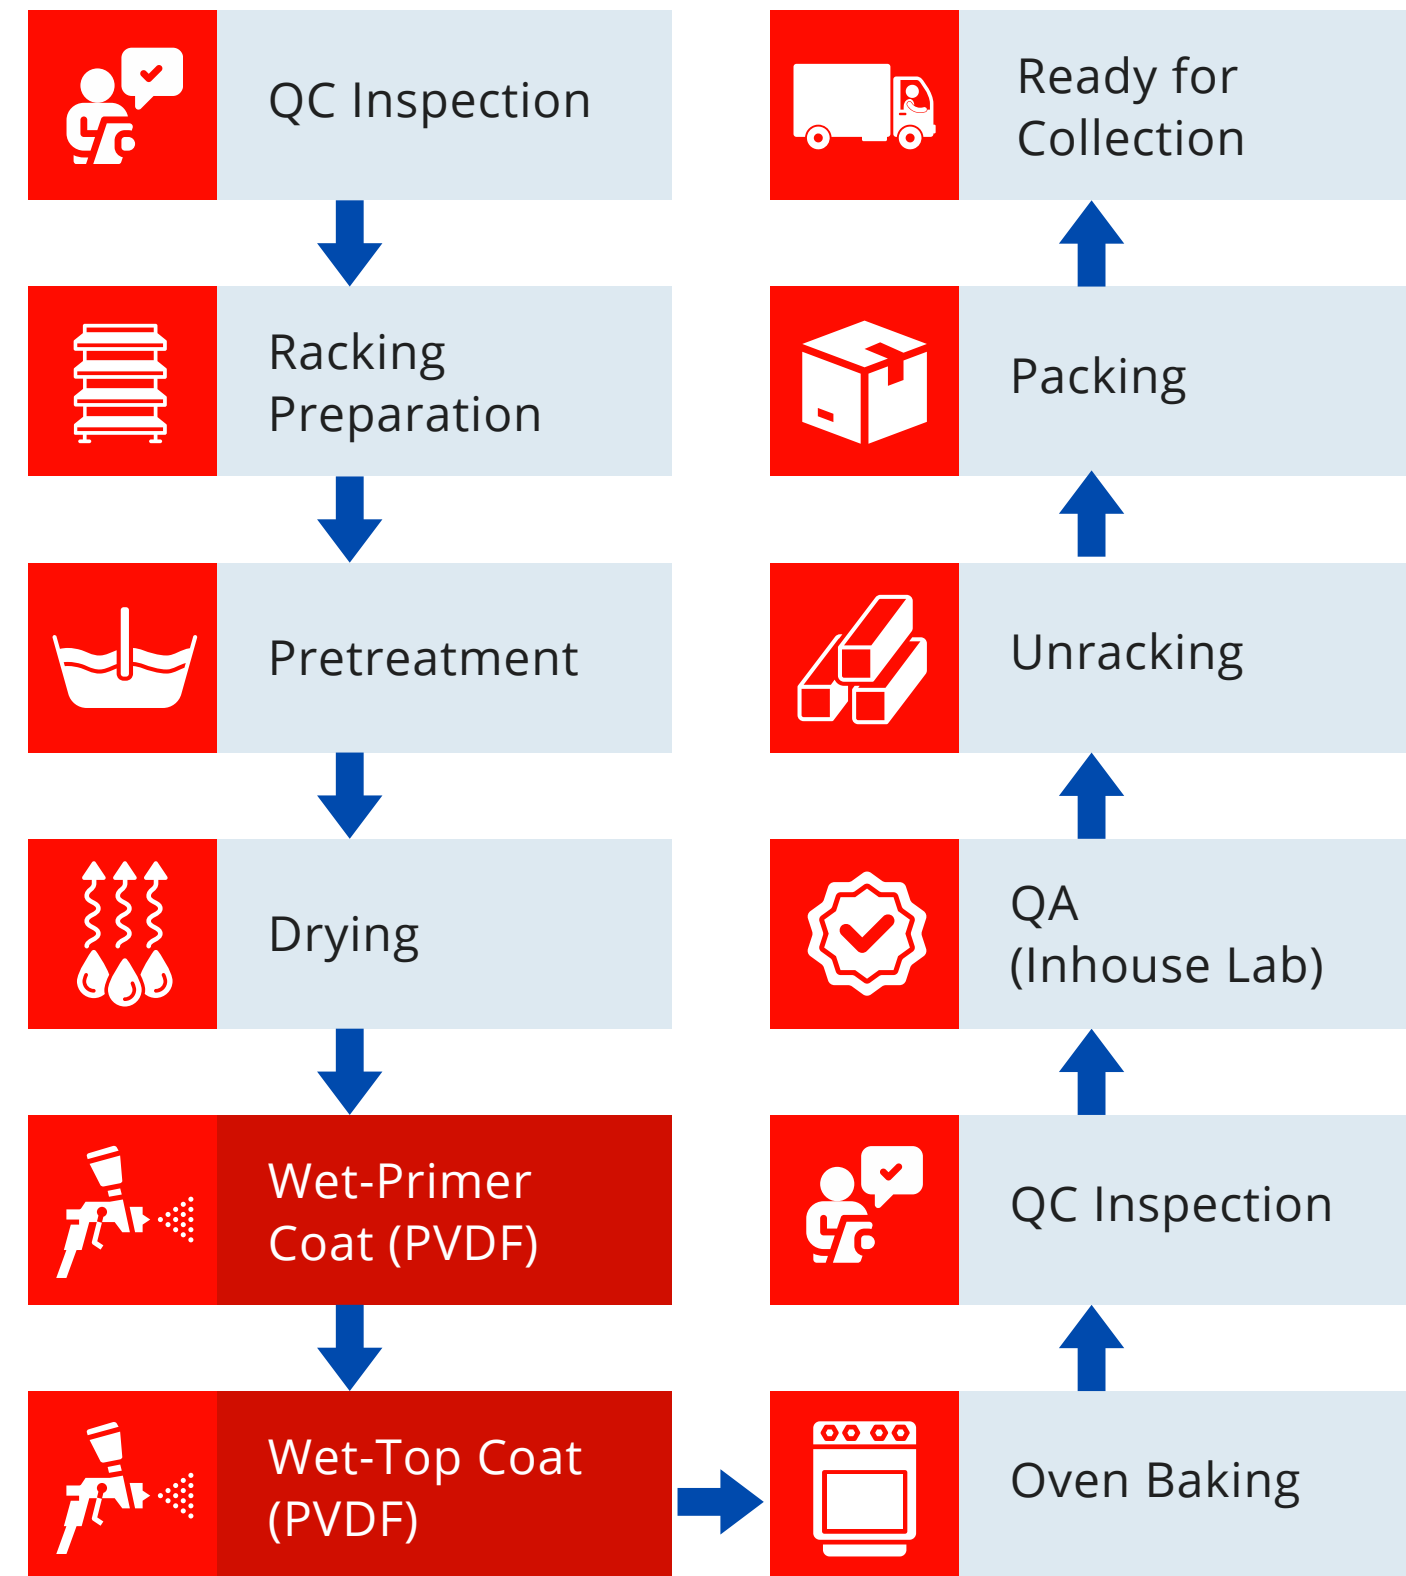 QC Inspection
Racking
Preparation
Pretreatment
Drying
Wet-Primer
Coat (PVDF)
Wet-Top Coat
(PVDF)
Oven Baking
QC Inspection
QA
(Inhouse Lab)
Unracking
Packing
Ready for
Collection